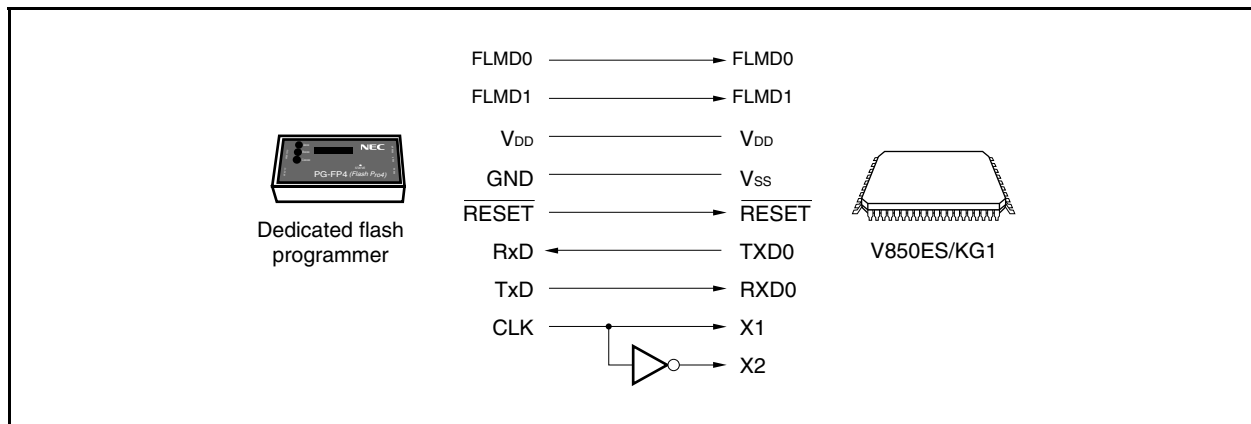 FLMD0 FLMD0
FLMD1 FLMD1
VDD VDD
GND VSS
RESET RESET
RxD TXD0
TxD RXD0
CLK X1
X2
NEC
PG-FP4 (Flash Pro4)
Dedicated flash
programmer
V850ES/KG1